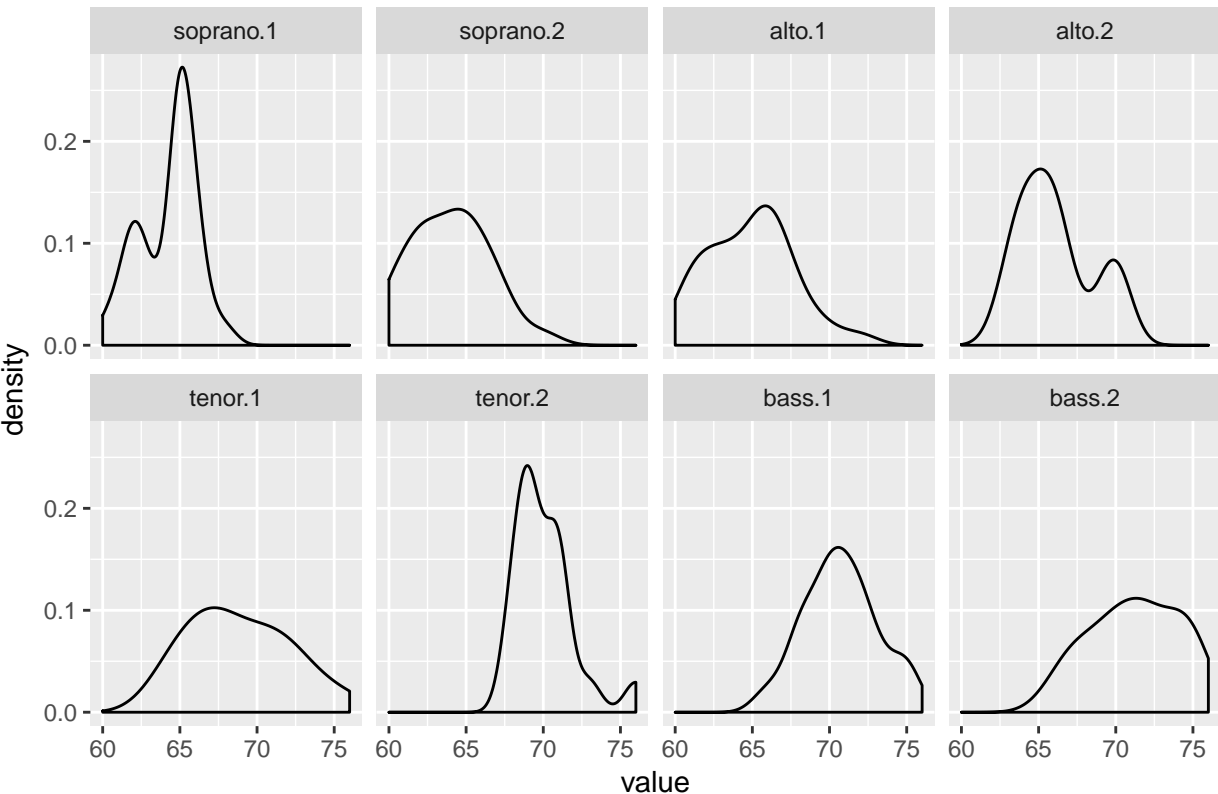 soprano.1 soprano.2 alto.1 alto.2
0.2
0.1
0.0
density
tenor.1 tenor.2 bass.1 bass.2
0.2
0.1
0.0
60 65 70 75 60 65 70 75 60 65 70 75 60 65 70 75
value